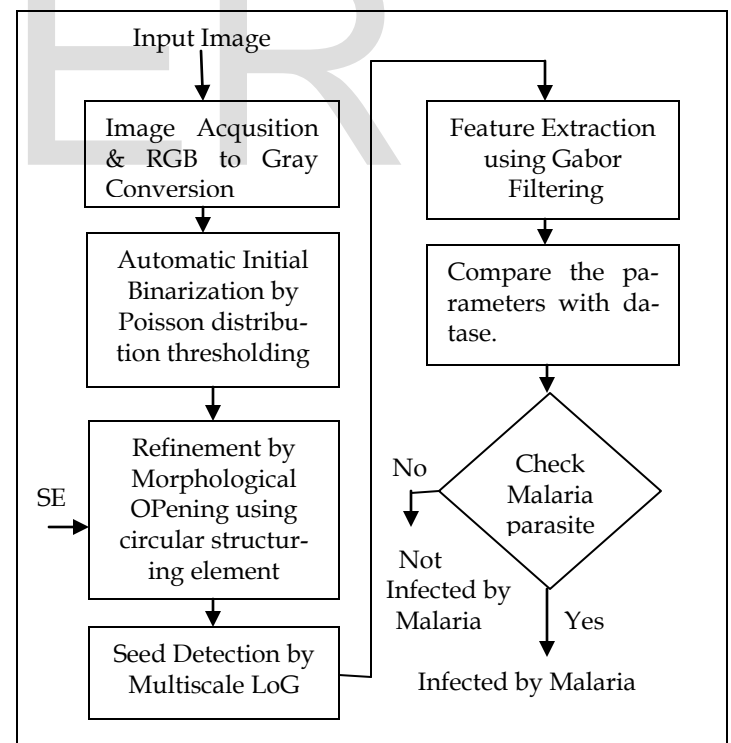 Input Image
Image Acqusition
& RGB to Gray
Conversion
Automatic Initial
Binarization by
Poisson distribu-
tion thresholding
SE
Refinement by
Morphological
OPening using
circular structur-
ing element
Seed Detection by
Multiscale LoG
Feature Extraction
using Gabor
Filtering
Compare the pa-
rameters with da-
tase.
Check
Malaria
parasite
No
Not
Infected by
Malaria
Yes
Infected by Malaria
ER